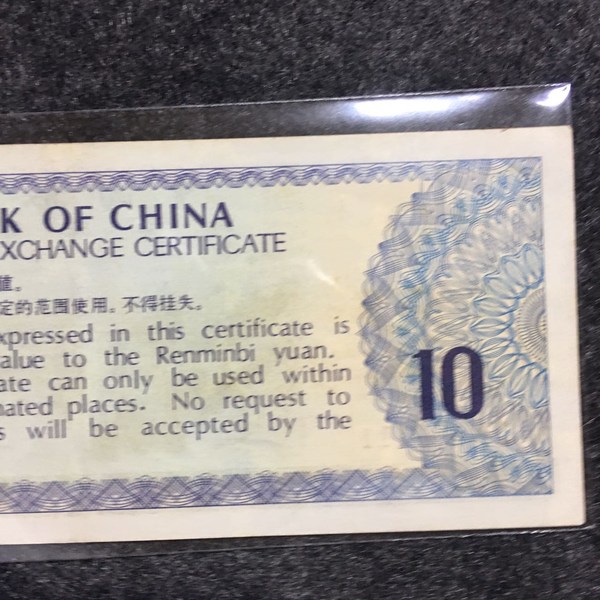 K OF CHINA
XCHANGE CERTIFICATE
值。
定的范围使用。不得挂失。
xpressed in this certificate is
alue to the Renminbi yuan.
ate can only be used within
nated places. No request to
s will be accepted by the
10